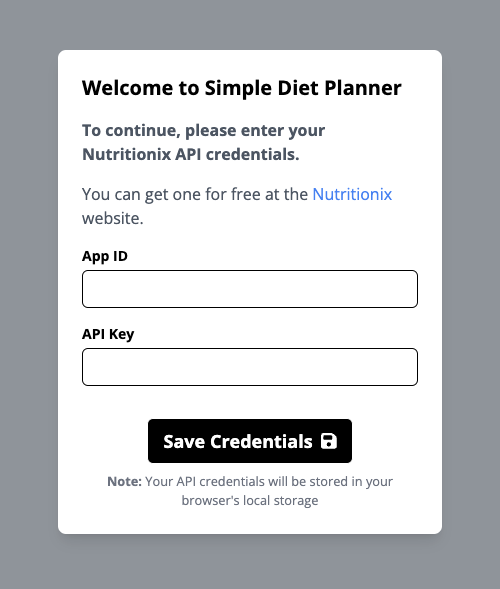 Welcome to Simple Diet Planner
To continue, please enter your
Nutritionix API credentials.
You can get one for free at the Nutritionix
website.
App ID
API Key
Save Credentials
Note: Your API credentials will be stored in your
browser's local storage